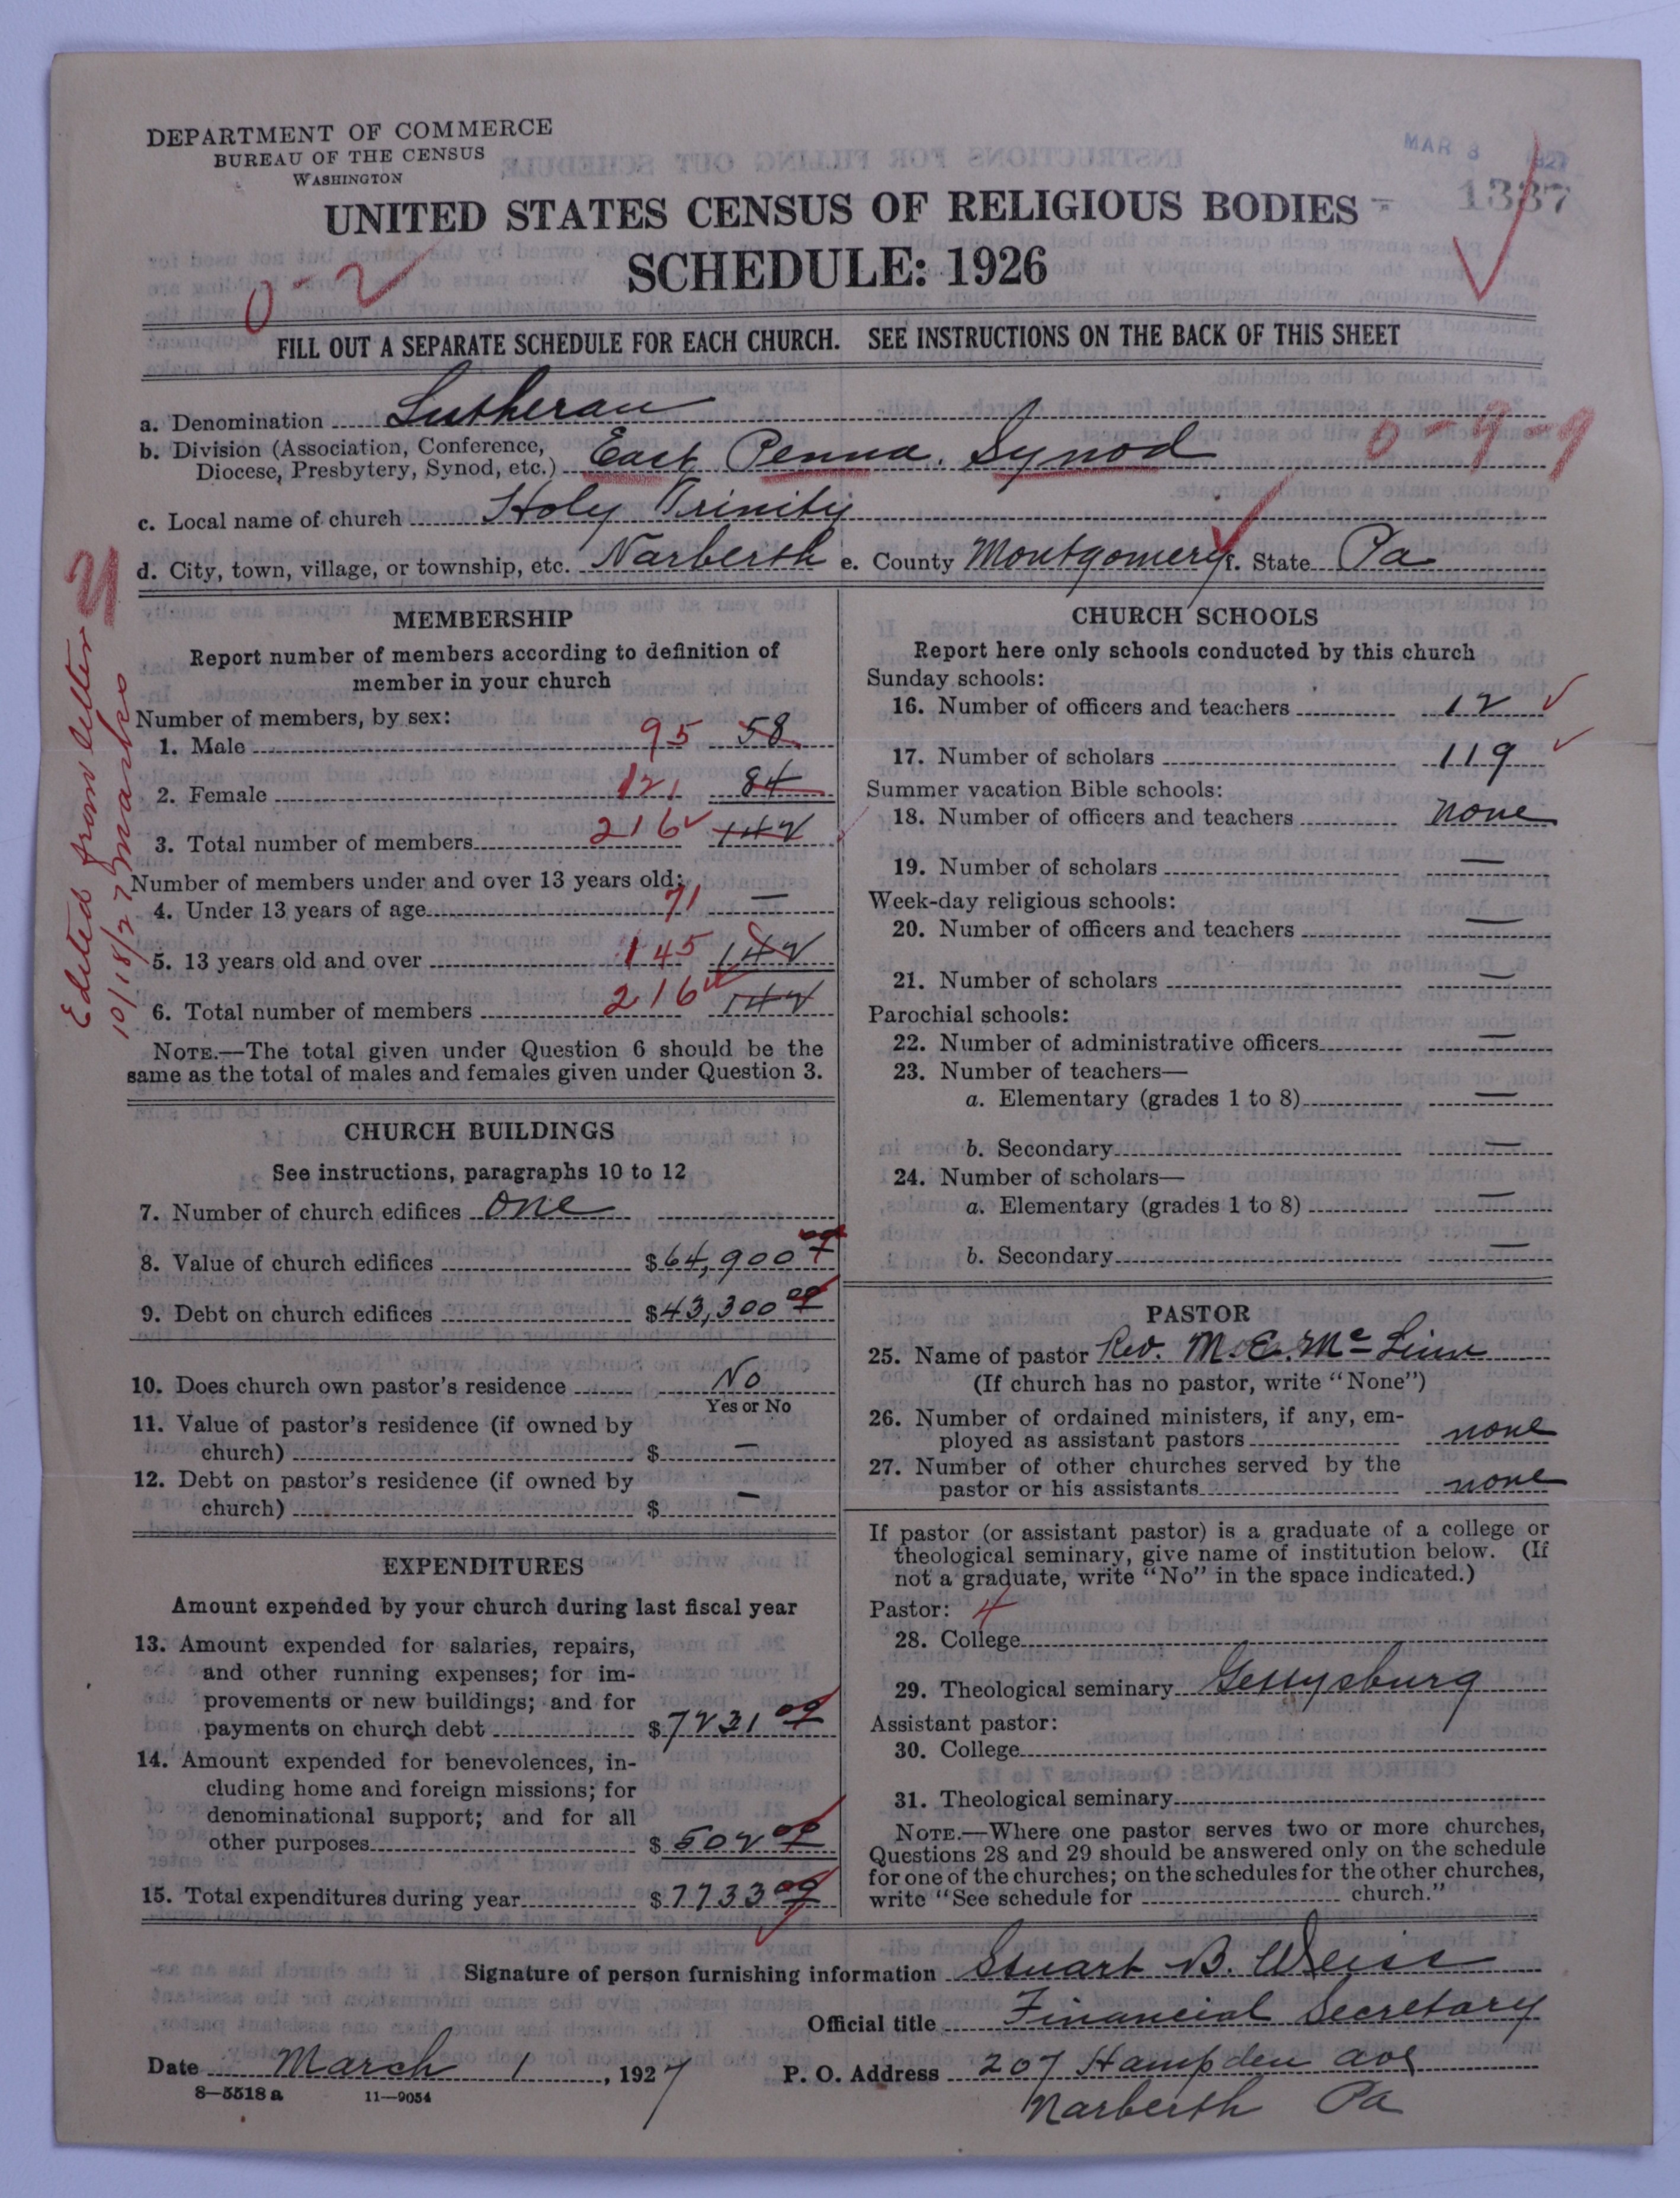 DEPARTMENT OF COMMERCE
BUREAU OF THE CENSUS
WASHINGTON
MAR 8 1927
1337
UNITED STATES CENSUS OF RELIGIOUS BODIES
SCHEDULE: 1926
0-2
FILL OUT A SEPARATE SCHEDULE FOR EACH CHURCH. SEE INSTRUCTIONS ON THE BACK OF THIS SHEET
a. Denomination Lutheran
b. Division (Association, Conference,
Diocese, Presbytery, Synod, etc.) East Penna. Synod 0-9-9
c. Local name of church Holy Trinity
d. City, town, village, or township, etc. Narberth e. County Montgomery f. State Pa
Edited from letter
10/18/27
MEMBERSHIP
Report number of members according to definition of
member in your church
Number of members, by sex:
1. Male 95 58
2. Female 121 84
3. Total number of members 216 142
Number of members under and over 13 years old:
4. Under 13 years of age 71 —
5. 13 years old and over 145 142
6. Total number of members 216 142
NOTE.—The total given under Question 6 should be the
same as the total of males and females given under Question 3.
CHURCH BUILDINGS
See instructions, paragraphs 10 to 12
7. Number of church edifices one
8. Value of church edifices $64,900 00
9. Debt on church edifices $43,300 00
10. Does church own pastor's residence No
Yes or No
11. Value of pastor's residence (if owned by
church) $ —
12. Debt on pastor's residence (if owned by
church) $ —
EXPENDITURES
Amount expended by your church during last fiscal year
13. Amount expended for salaries, repairs,
and other running expenses; for im-
provements or new buildings; and for
payments on church debt $7231 00
14. Amount expended for benevolences, in-
cluding home and foreign missions; for
denominational support; and for all
other purposes $502 00
15. Total expenditures during year $7733 00
CHURCH SCHOOLS
Report here only schools conducted by this church
Sunday schools:
16. Number of officers and teachers 12
17. Number of scholars 119
Summer vacation Bible schools:
18. Number of officers and teachers none
19. Number of scholars —
Week-day religious schools:
20. Number of officers and teachers —
21. Number of scholars —
Parochial schools:
22. Number of administrative officers —
23. Number of teachers—
a. Elementary (grades 1 to 8) —
b. Secondary —
24. Number of scholars—
a. Elementary (grades 1 to 8) —
b. Secondary —
PASTOR
25. Name of pastor Rev. M. E. Mc Linn
(If church has no pastor, write "None")
26. Number of ordained ministers, if any, em-
ployed as assistant pastors none
27. Number of other churches served by the
pastor or his assistants none
If pastor (or assistant pastor) is a graduate of a college or
theological seminary, give name of institution below. (If
not a graduate, write "No" in the space indicated.)
Pastor: 4
28. College
29. Theological seminary Gettysburg
Assistant pastor:
30. College
31. Theological seminary
NOTE.—Where one pastor serves two or more churches,
Questions 28 and 29 should be answered only on the schedule
for one of the churches; on the schedules for the other churches,
write "See schedule for church."
Signature of person furnishing information Stuart B. Weiss
Official title Financial Secretary
Date March 1, 1927 P. O. Address 207 Hampden ave
Narberth Pa
8—5518 a 11—9054